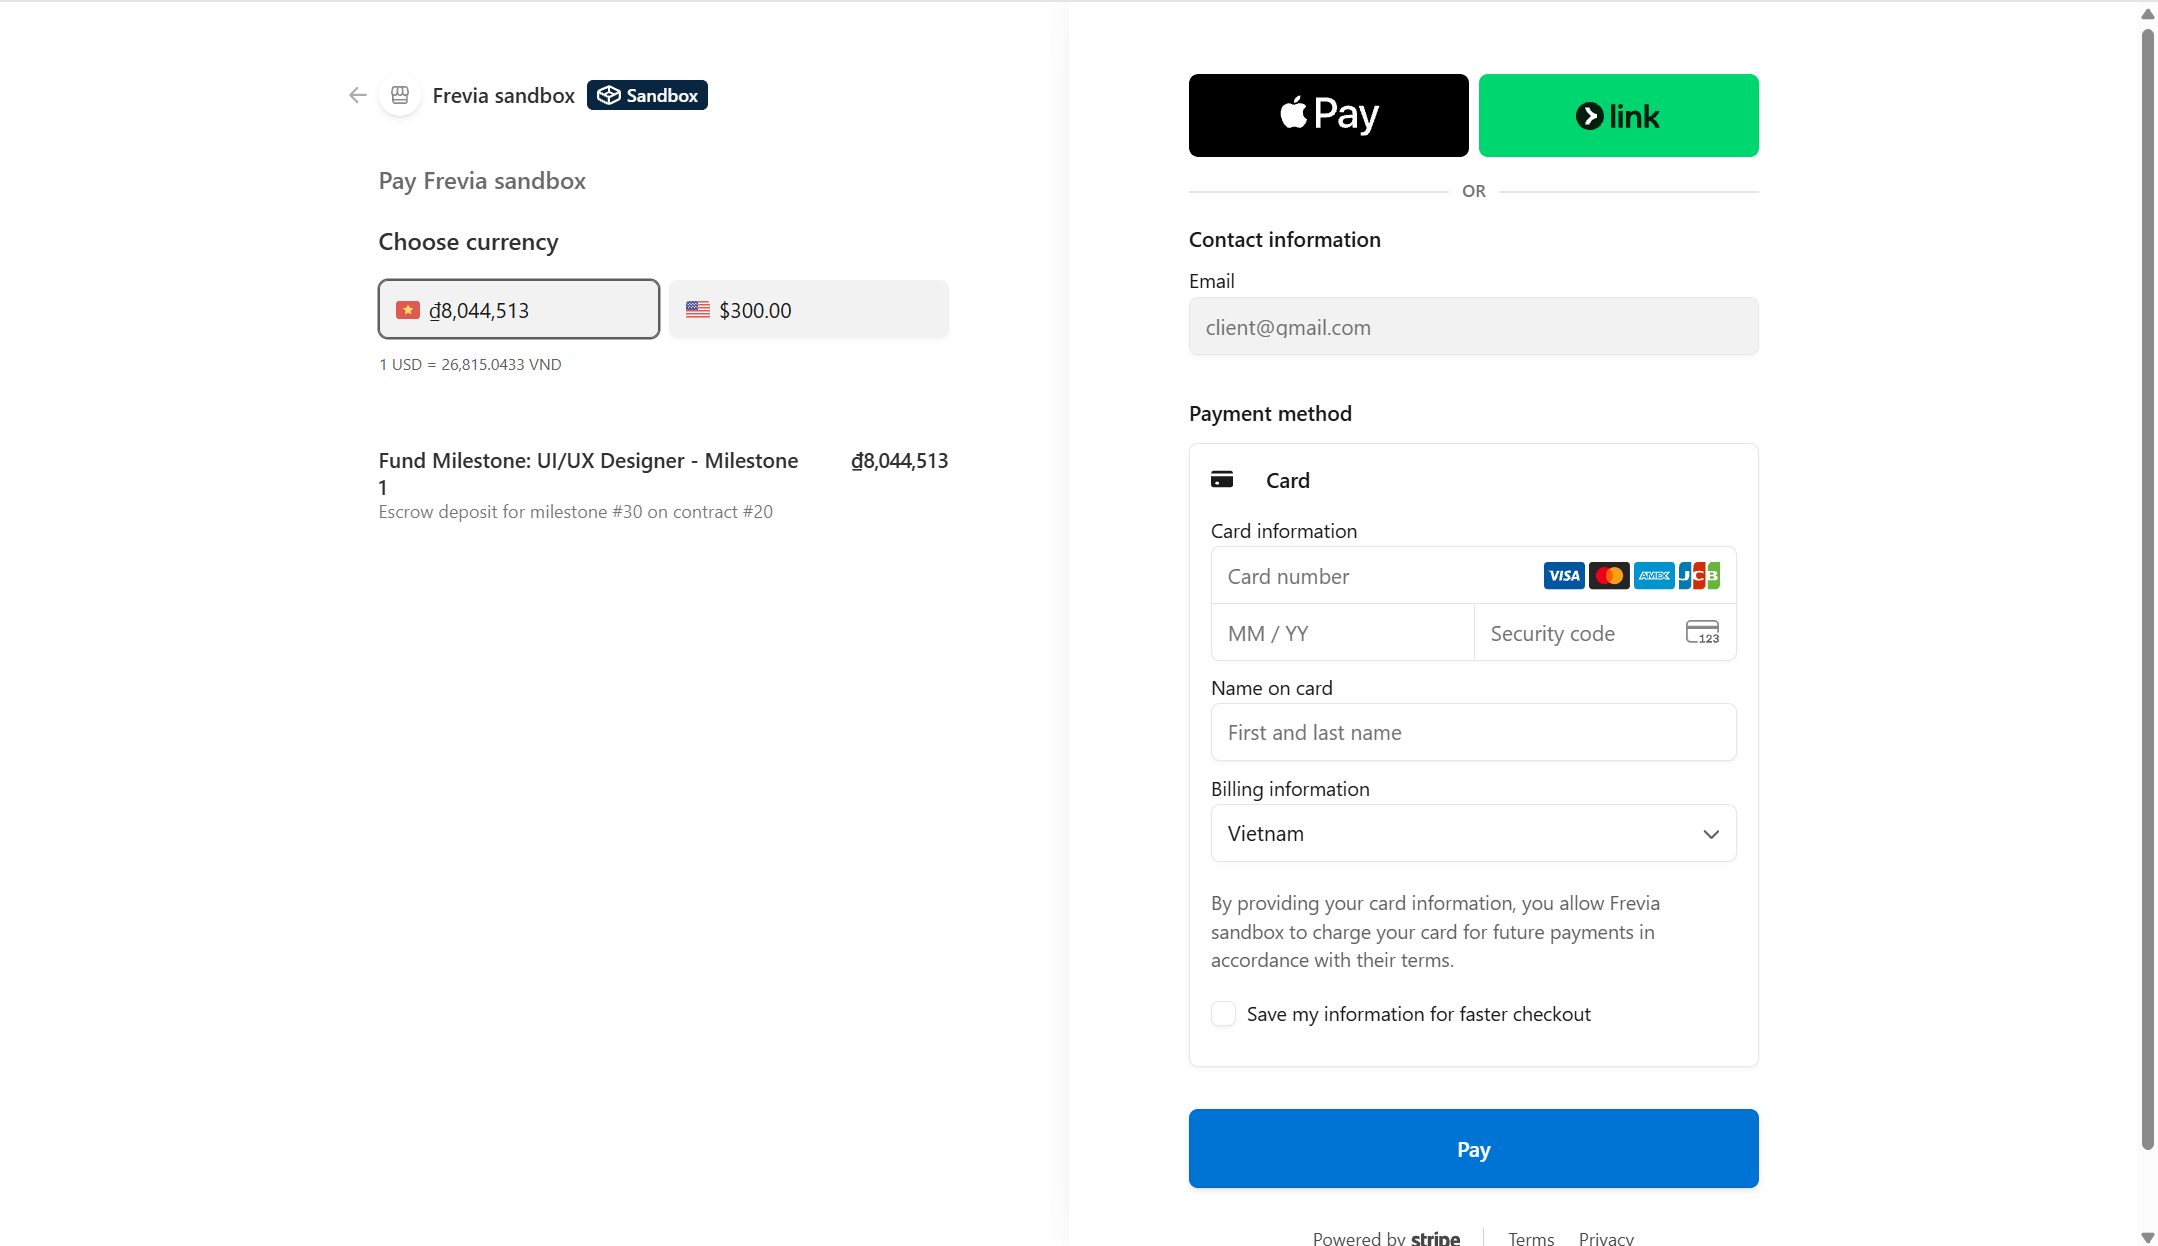 Frevia sandbox
Sandbox
Pay Frevia sandbox
Choose currency
₫8,044,513
$300.00
1 USD = 26,815.0433 VND
Fund Milestone: UI/UX Designer - Milestone
1
₫8,044,513
Escrow deposit for milestone #30 on contract #20
Pay
link
OR
Contact information
Email
client@gmail.com
Payment method
Card
Card information
Card number
VISA
AMEX
JCB
MM / YY
Security code
123
Name on card
First and last name
Billing information
Vietnam
By providing your card information, you allow Frevia
sandbox to charge your card for future payments in
accordance with their terms.
Save my information for faster checkout
Pay
Powered by stripe
Terms
Privacy